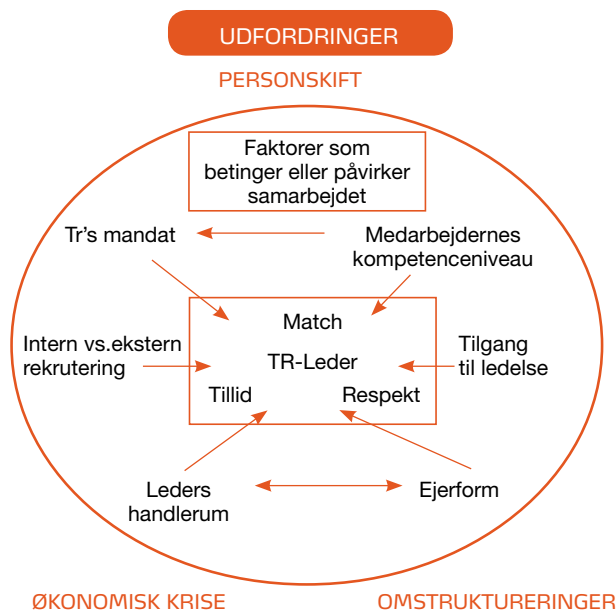 UDFORDRINGER
PERSONSKIFT
Faktorer som
betinger eller påvirker
samarbejdet
Tr's mandat
Medarbejdernes
kompetenceniveau
Match
Intern vs.ekstern
rekrutering
TR-Leder
Tilgang
til ledelse
Tillid
Respekt
Leders
handlerum
Ejerform
ØKONOMISK KRISE
OMSTRUKTURERINGER